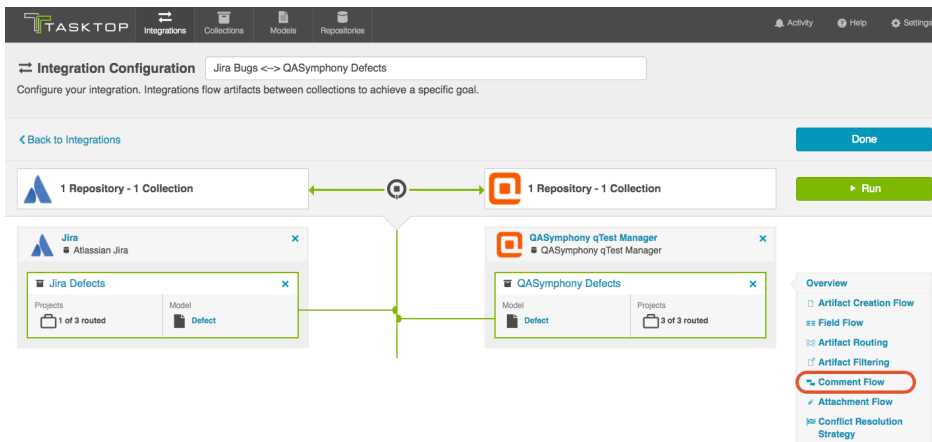 TASKTOP
Integrations
Collections
Models
Repositories
Activity
Help
Settings
Integration Configuration
Jira Bugs <--> QASymphony Defects
Configure your integration. Integrations flow artifacts between collections to achieve a specific goal.
Back to Integrations
Done
1 Repository - 1 Collection
1 Repository - 1 Collection
Run
Jira
Atlassian Jira
QASymphony qTest Manager
QASymphony qTest Manager
Jira Defects
Projects
Model
1 of 3 routed
Defect
QASymphony Defects
Model
Projects
Defect
3 of 3 routed
Overview
Artifact Creation Flow
Field Flow
Artifact Routing
Artifact Filtering
Comment Flow
Attachment Flow
Conflict Resolution
Strategy